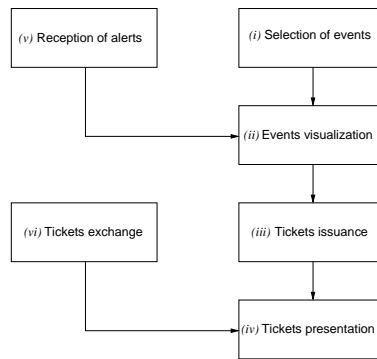 (v) Reception of alerts
(i) Selection of events
(ii) Events visualization
(vi) Tickets exchange
(iii) Tickets issuance
(iv) Tickets presentation